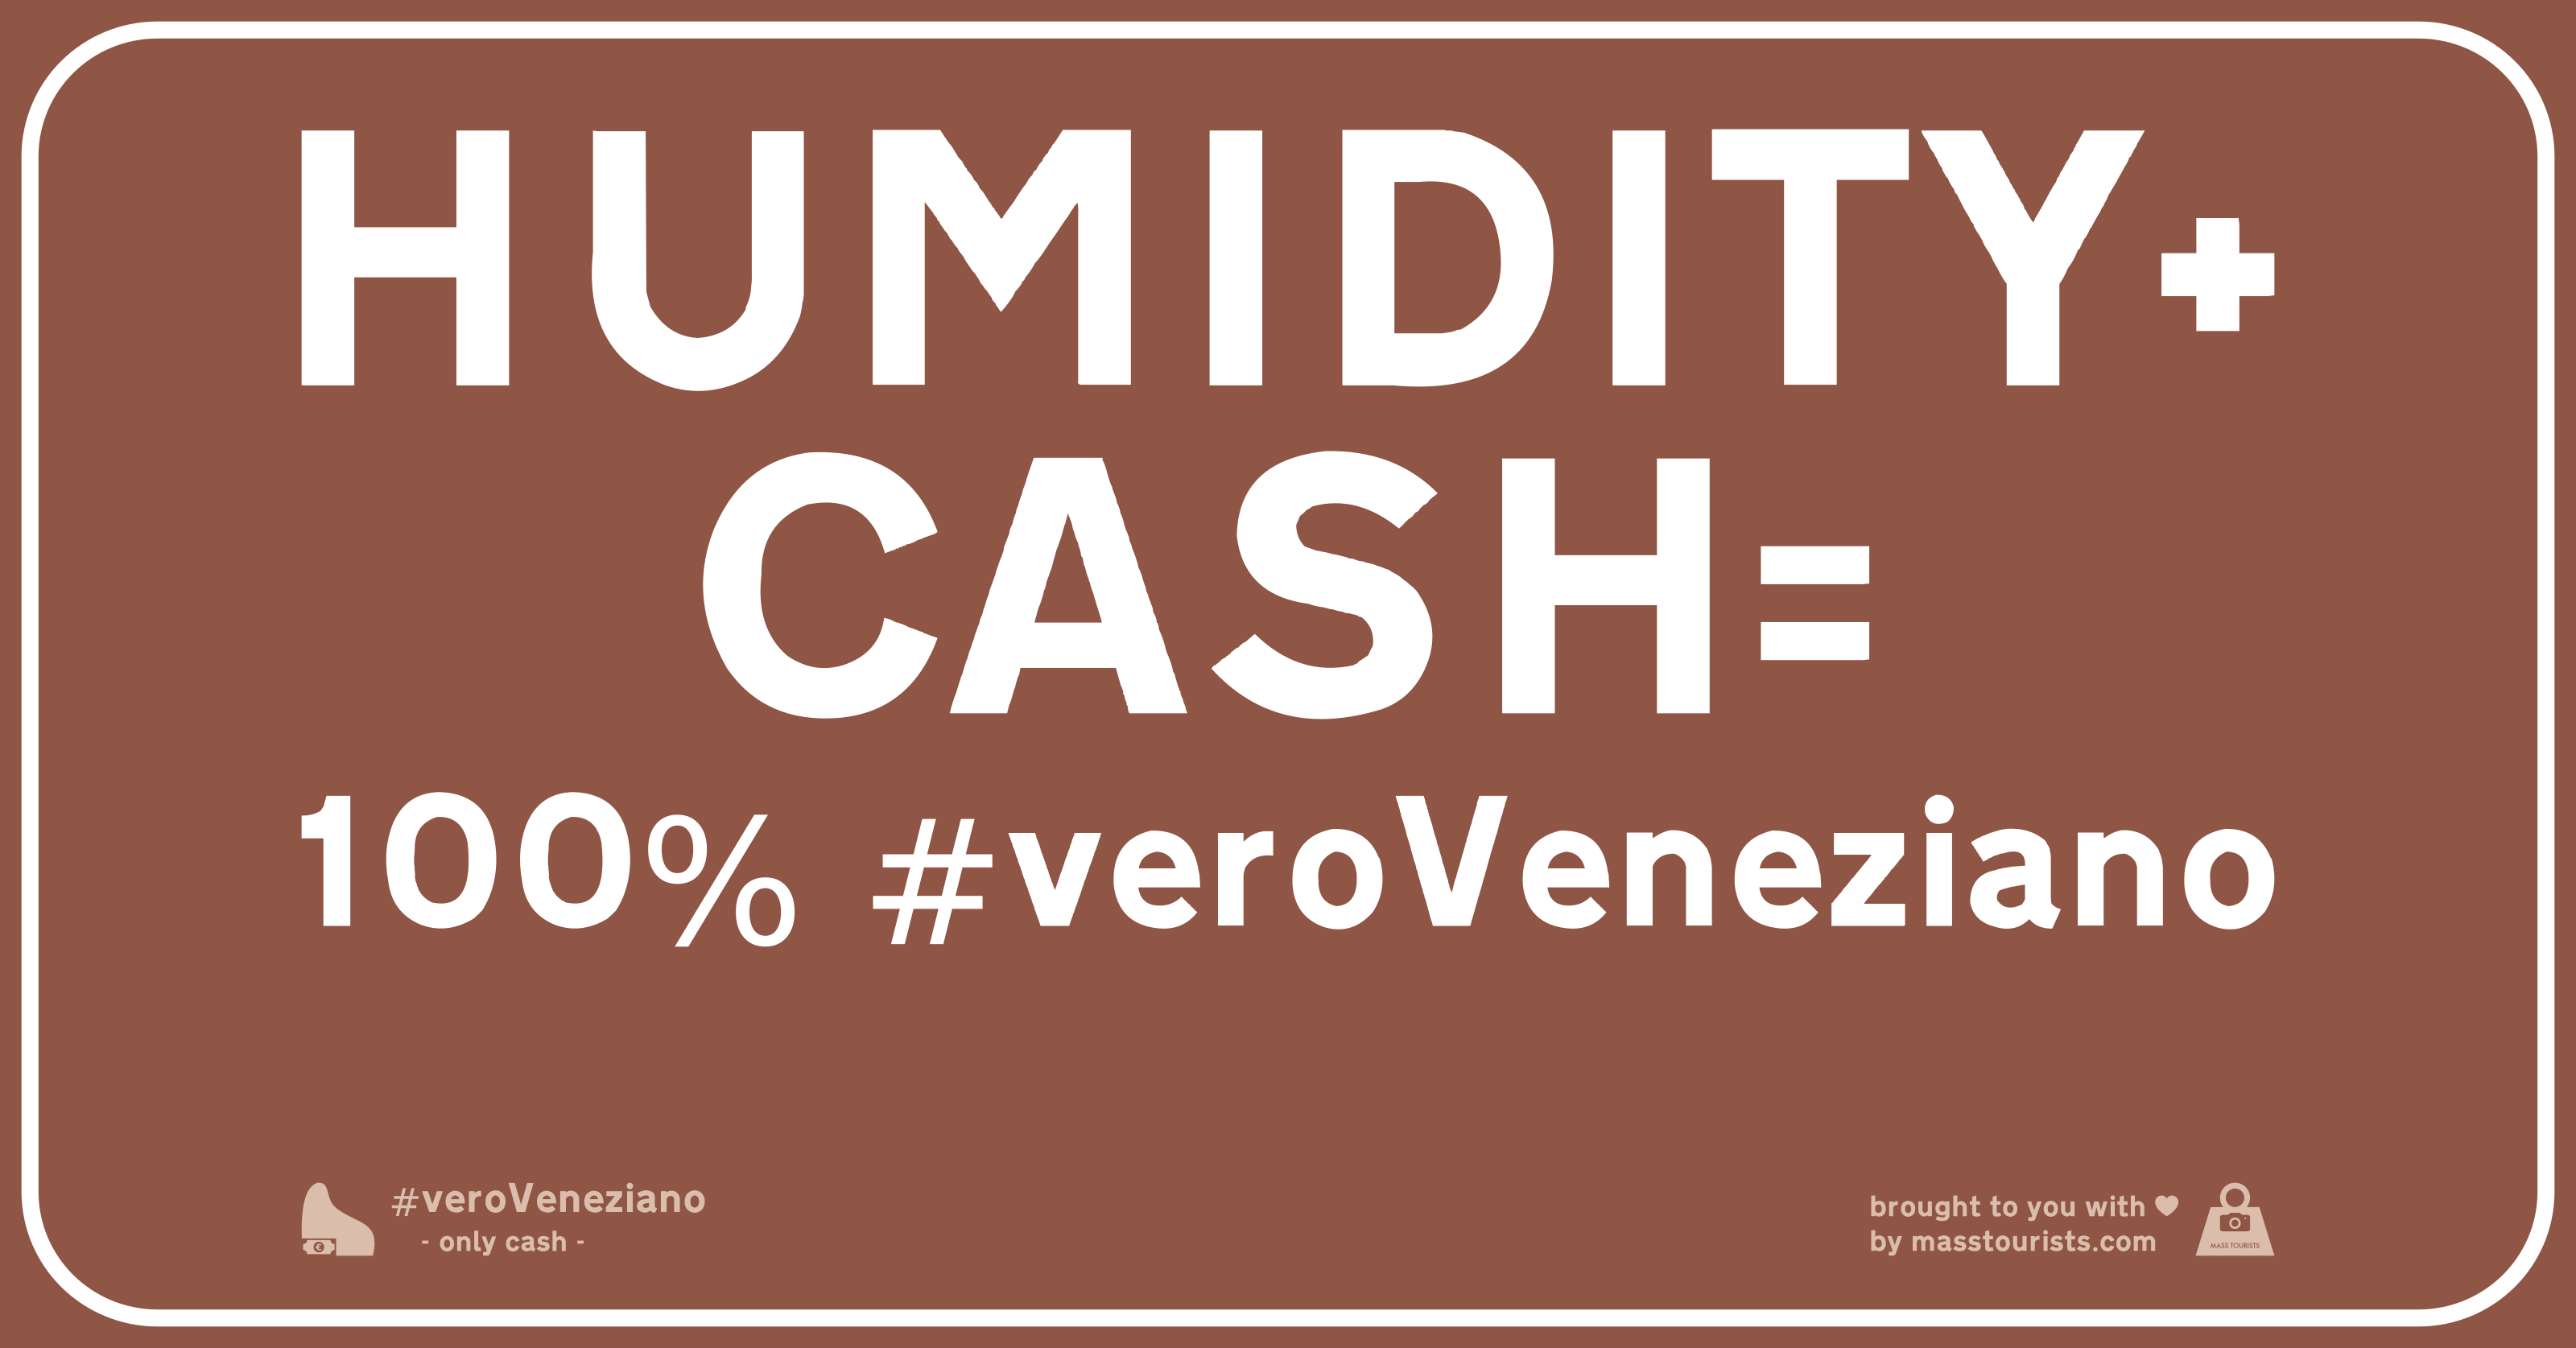 HUMIDITY+
CASH=
100% #veroVeneziano
#veroVeneziano
- only cash -
brought to you with ♥
by masstourists.com
€
MASS TOURISTS